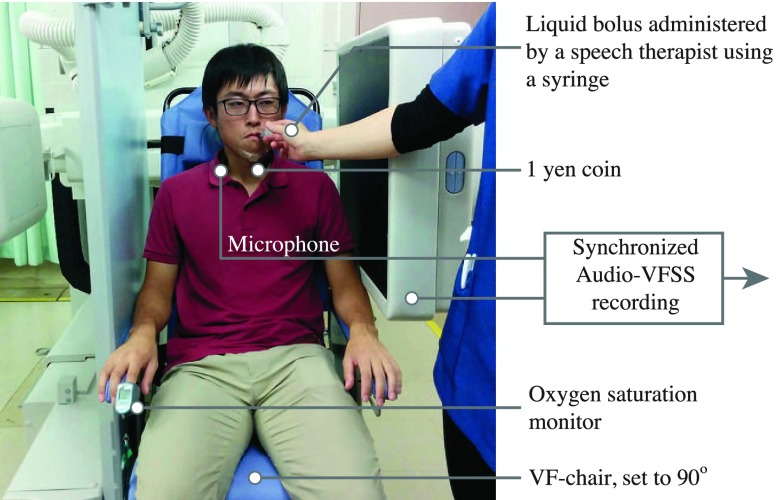 Liquid bolus administered
by a speech therapist using
a syringe
1 yen coin
Microphone
Synchronized
Audio-VFSS
recording
Oxygen saturation
monitor
VF-chair, set to 90°